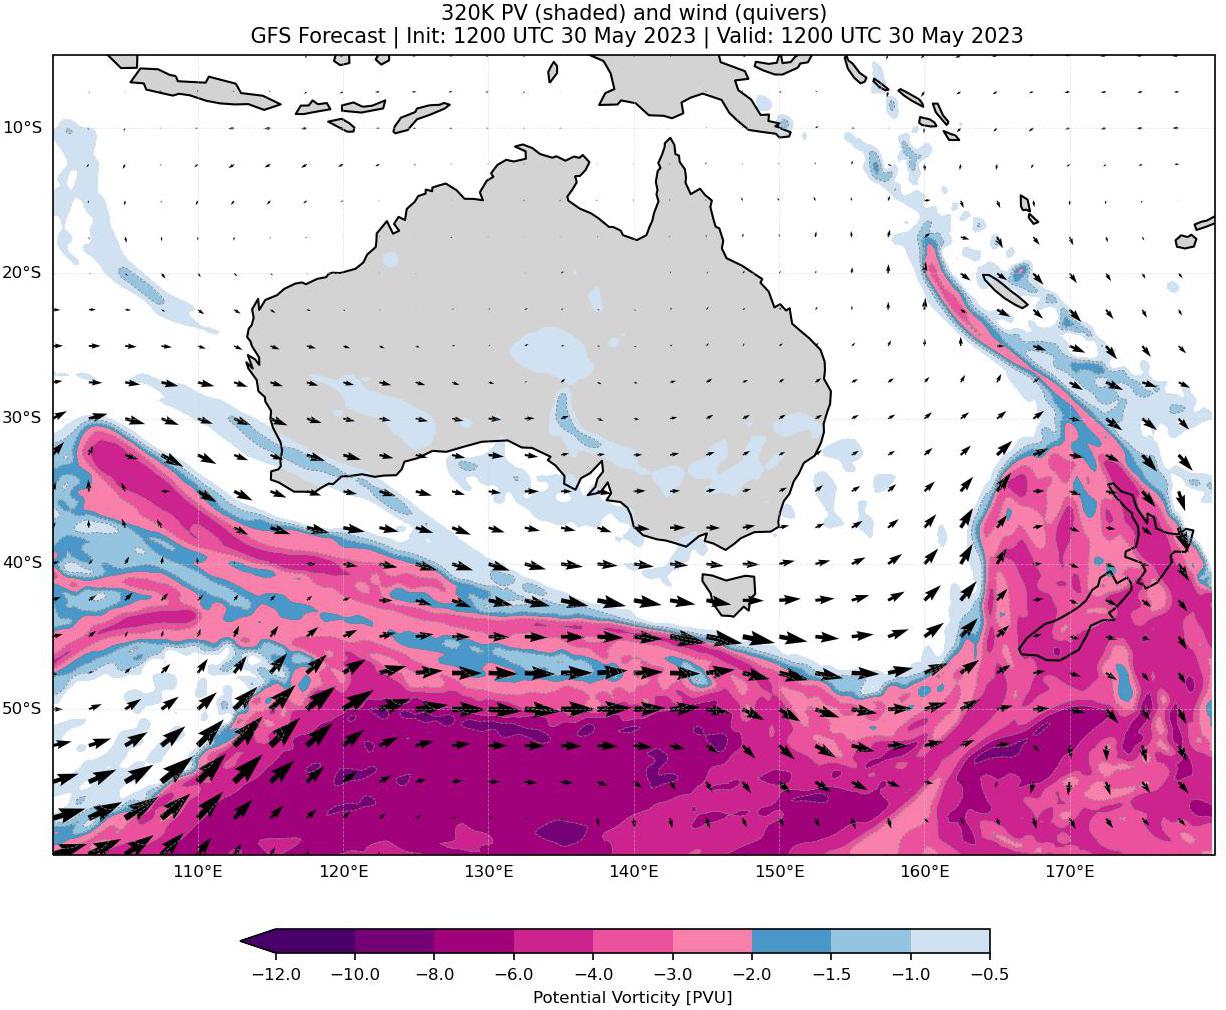 320K PV (shaded) and wind (quivers)
GFS Forecast | Init: 1200 UTC 30 May 2023 | Valid: 1200 UTC 30 May 2023
10°S
20°S
30°S
40°S
50°S
110°E 120°E 130°E 140°E 150°E 160°E 170°E
−12.0 −10.0 −8.0 −6.0 −4.0 −3.0 −2.0 −1.5 −1.0 −0.5
Potential Vorticity [PVU]